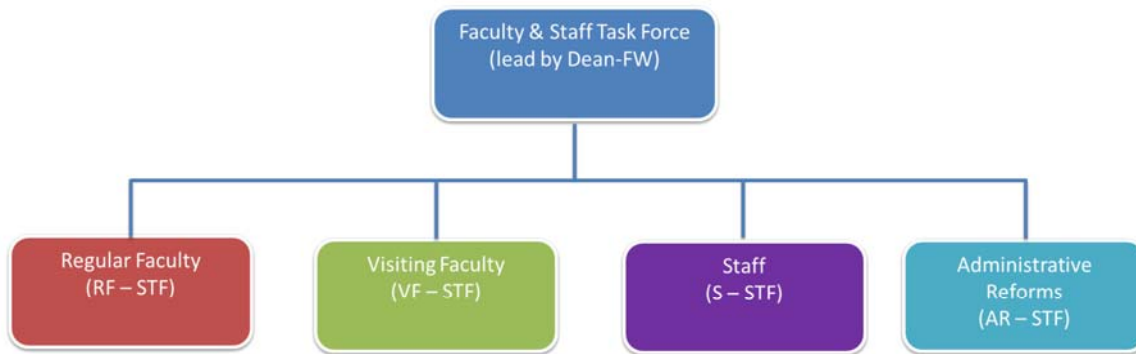 Faculty & Staff Task Force
(lead by Dean-FW)
Regular Faculty
(RF – STF)
Visiting Faculty
(VF – STF)
Staff
(S – STF)
Administrative
Reforms
(AR – STF)